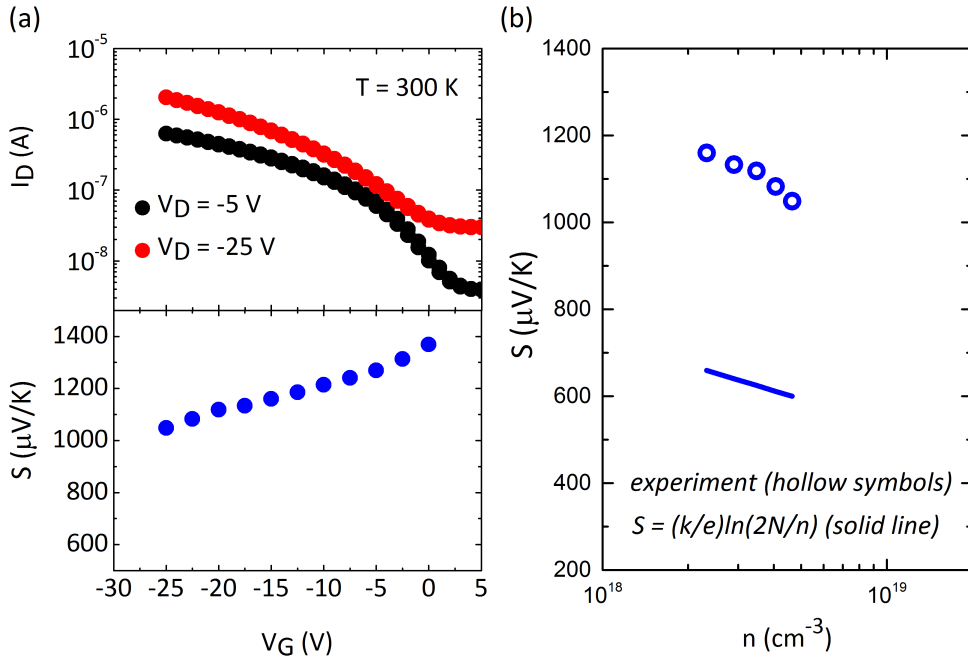 (a)
10^-5
10^-6
10^-7
10^-8
I_D (A)
T = 300 K
V_D = -5 V
V_D = -25 V
1400
1200
1000
800
600
S (μV/K)
-30 -25 -20 -15 -10 -5 0 5
V_G (V)
(b)
1400
1200
1000
800
600
400
200
S (μV/K)
experiment (hollow symbols)
S = (k/e)ln(2N/n) (solid line)
10^18 10^19
n (cm^-3)